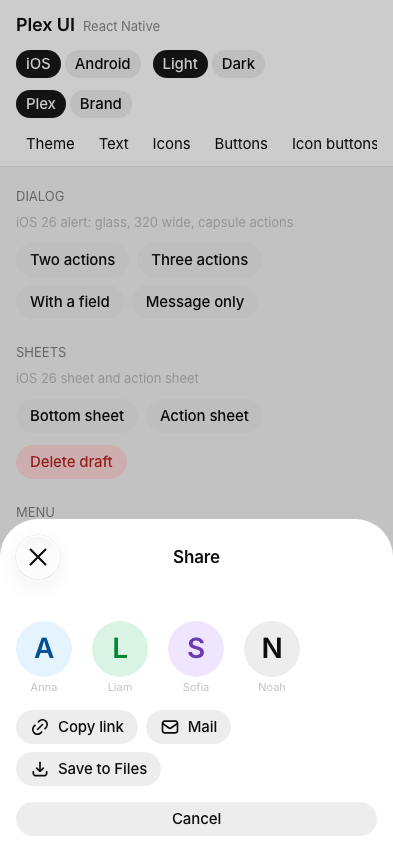 Plex UI React Native
iOS Android Light Dark
Plex Brand
Theme Text Icons Buttons Icon buttons
DIALOG
iOS 26 alert: glass, 320 wide, capsule actions
Two actions Three actions
With a field Message only
SHEETS
iOS 26 sheet and action sheet
Bottom sheet Action sheet
Delete draft
MENU
Share
A L S N
Anna Liam Sofia Noah
Copy link Mail
Save to Files
Cancel